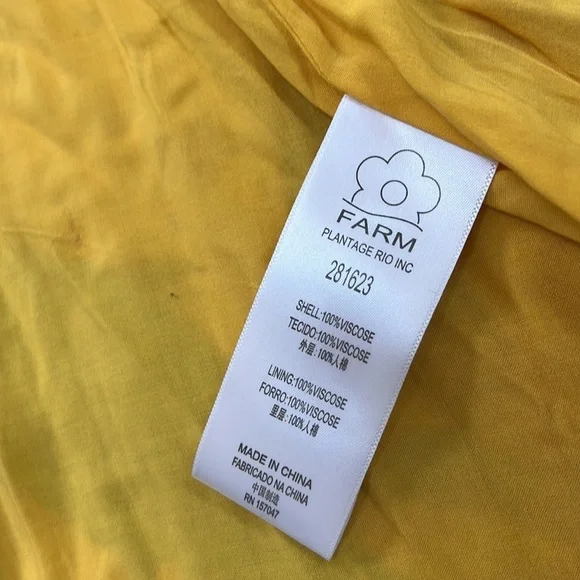 FARM
PLANTAGE RIO INC
281623
SHELL:100%VISCOSE
TECIDO:100%VISCOSE
外层:100%人棉
LINING:100%VISCOSE
FORRO:100%VISCOSE
里层:100%人棉
MADE IN CHINA
FABRICADO NA CHINA
中国制造
RN 157047